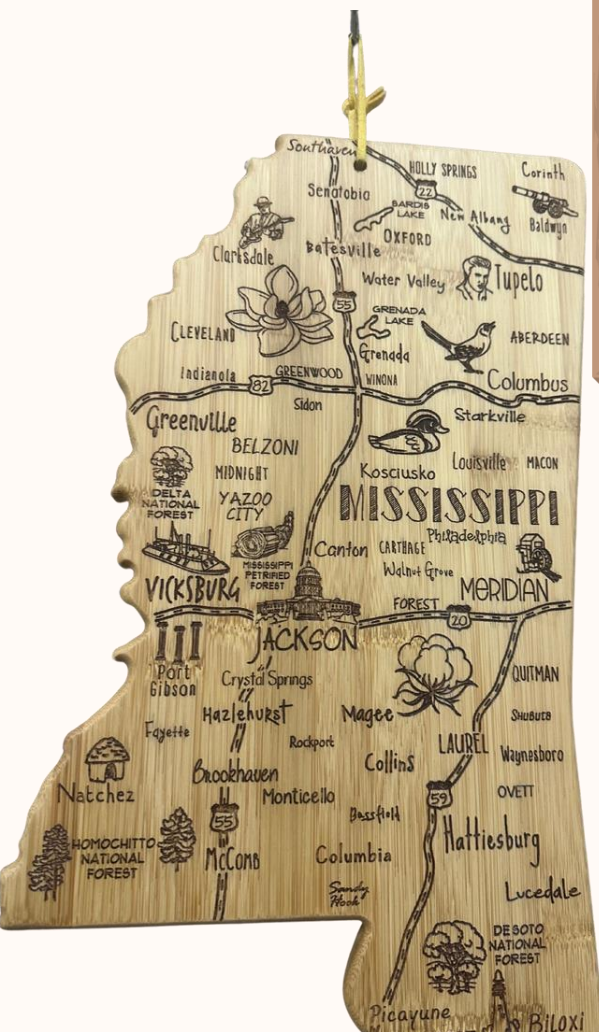 Southaven
HOLLY SPRINGS
Corinth
Senatobia
22
SARDIS
LAKE
New Albany
Baldwyn
OXFORD
Clarksdale
Batesville
Water Valley
Tupelo
55
GRENADA
LAKE
CLEVELAND
ABERDEEN
Grenada
Indianola
82
GREENWOOD
WINONA
Columbus
Sidon
Greenville
Starkville
BELZONI
Louisville
MACON
MIDNIGHT
Kosciusko
DELTA
NATIONAL
FOREST
YAZOO
CITY
MISSISSIPPI
Philadelphia
Canton
CARTHAGE
MISSISSIPPI
PETRIFIED
FOREST
Walnut Grove
VICKSBURG
MERIDIAN
FOREST
20
JACKSON
Port
Gibson
Crystal Springs
QUITMAN
Hazlehurst
Magee
SHUBUTA
Fayette
Rockport
LAUREL
Waynesboro
Collins
Brookhaven
Natchez
Monticello
59
OVETT
55
Bassfield
Hattiesburg
HOMOCHITTO
NATIONAL
FOREST
McCOMB
Columbia
Sandy
Hook
Lucedale
DE SOTO
NATIONAL
FOREST
Picayune
BILOXI